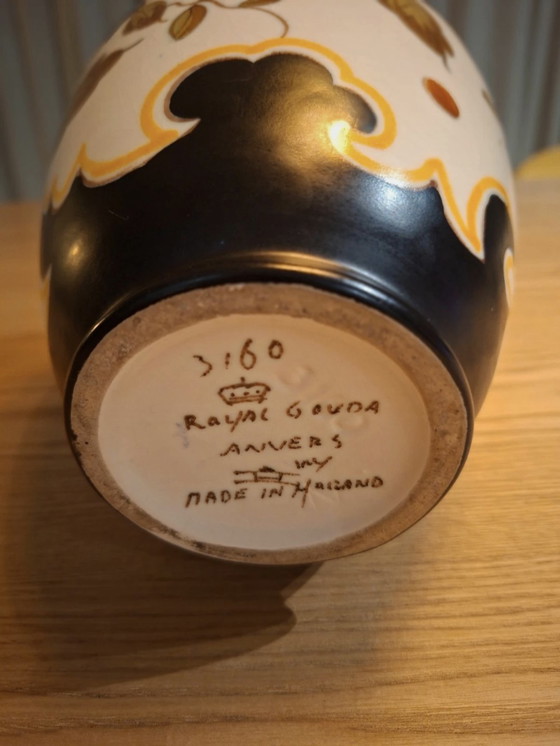 3160
ROYAL GOUDA
ANVERS
MADE IN HOLLAND